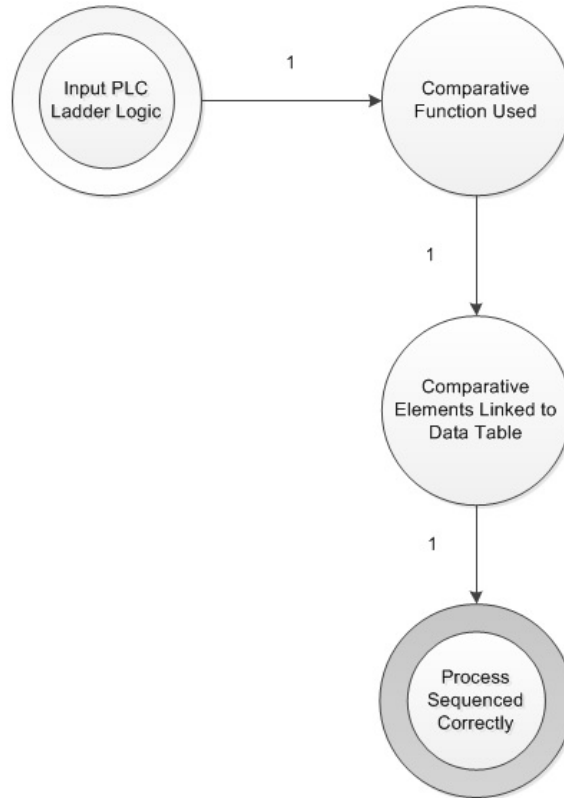 Input PLC
Ladder Logic
1
Comparative
Function Used
1
Comparative
Elements Linked to
Data Table
1
Process
Sequenced
Correctly